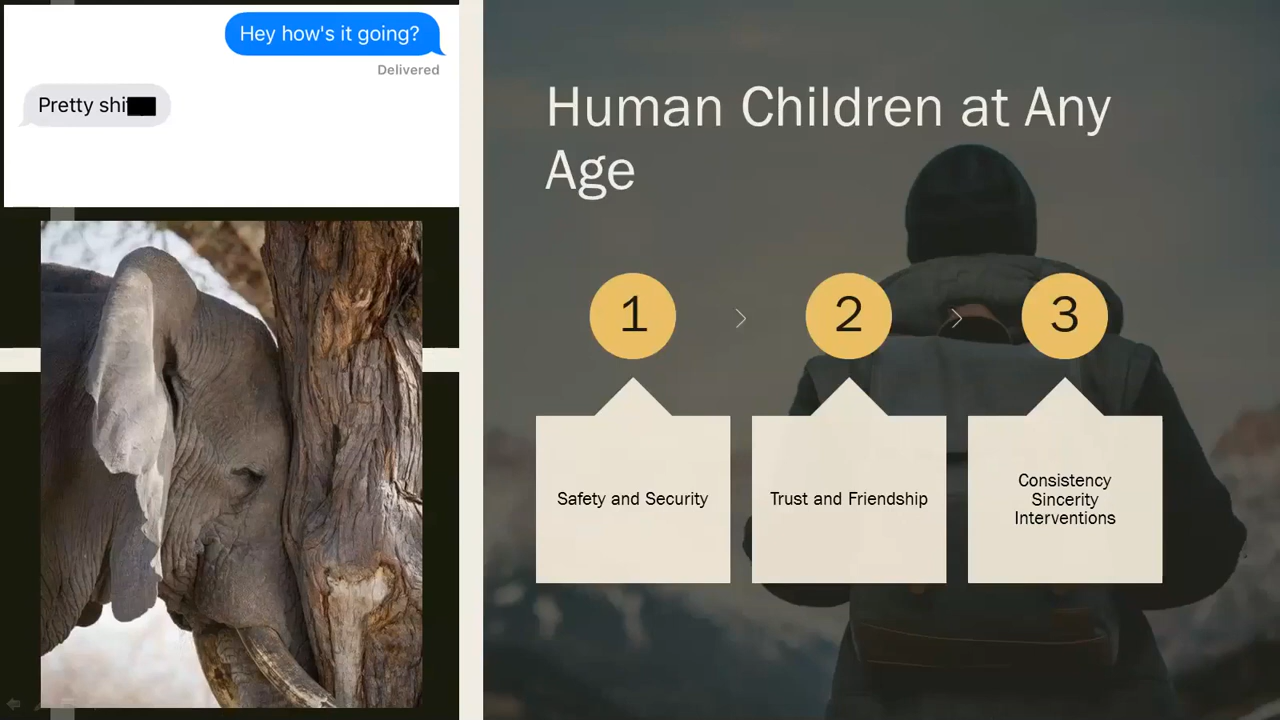 Hey how's it going?
Delivered
Pretty shi
Human Children at Any
Age
1
2
3
Safety and Security
Trust and Friendship
Consistency
Sincerity
Interventions